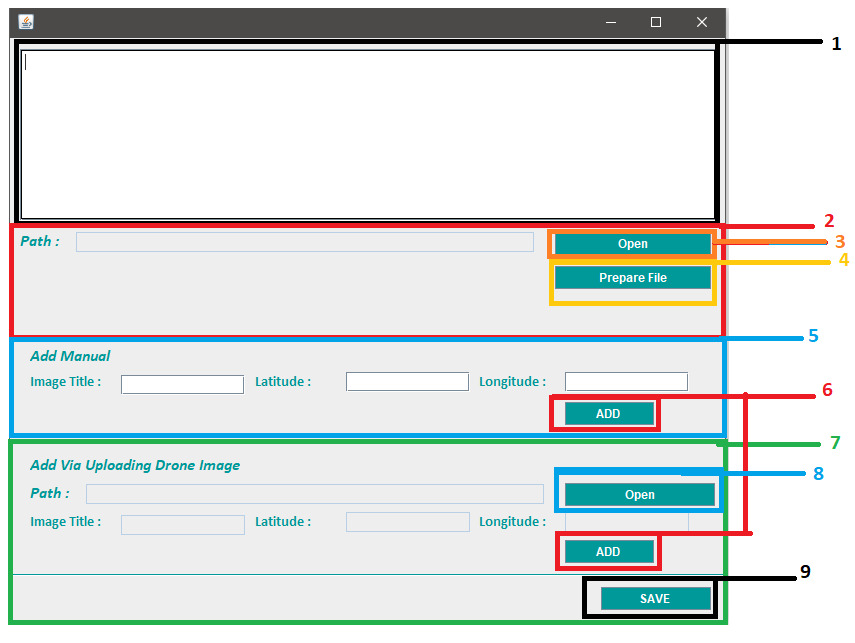 1
2
Path :
Open
3
4
Prepare File
5
Add Manual
Image Title :
Latitude :
Longitude :
6
ADD
7
Add Via Uploading Drone Image
8
Path :
Open
Image Title :
Latitude :
Longitude :
ADD
9
SAVE